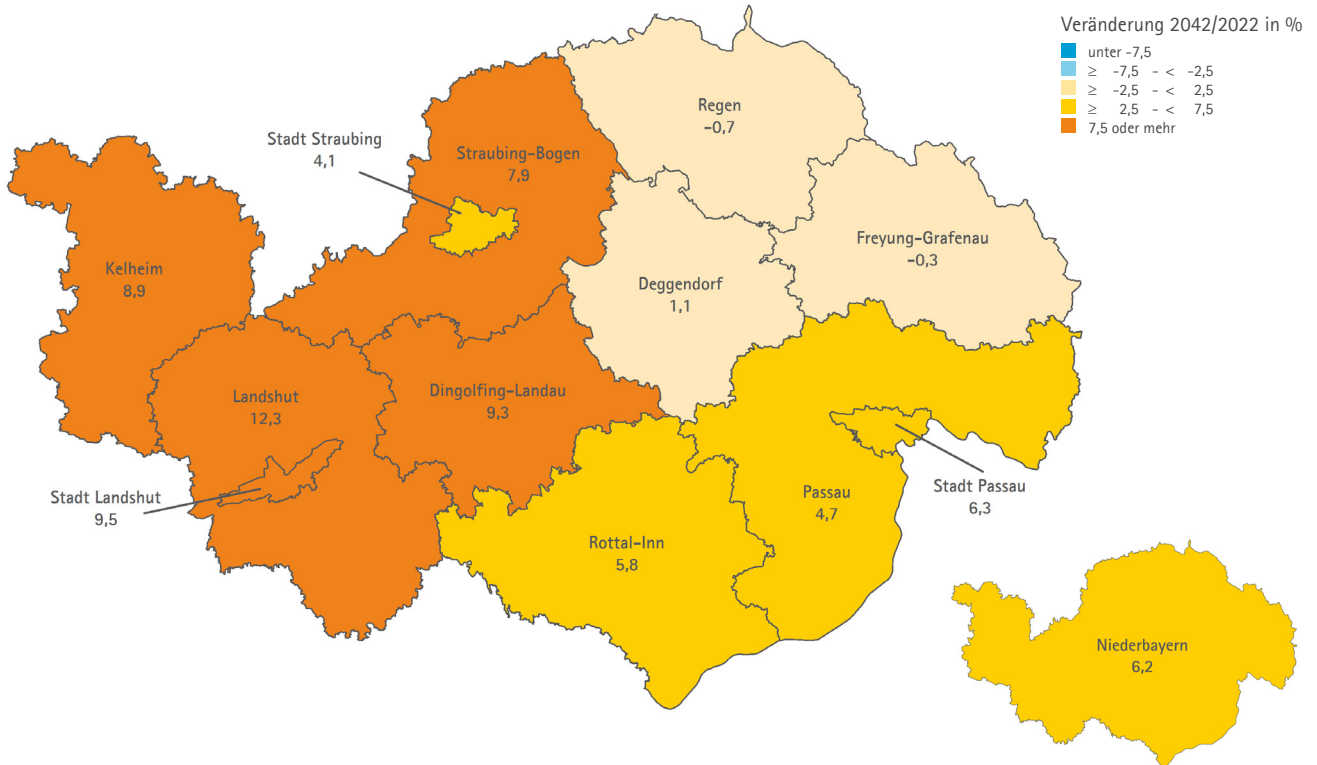 Veränderung 2042/2022 in %
unter -7,5
≥ -7,5 - < -2,5
≥ -2,5 - < 2,5
≥ 2,5 - < 7,5
7,5 oder mehr
Regen
-0,7
Stadt Straubing
4,1
Straubing-Bogen
7,9
Freyung-Grafenau
-0,3
Kelheim
8,9
Deggendorf
1,1
Landshut
12,3
Dingolfing-Landau
9,3
Stadt Landshut
9,5
Passau
4,7
Stadt Passau
6,3
Rottal-Inn
5,8
Niederbayern
6,2